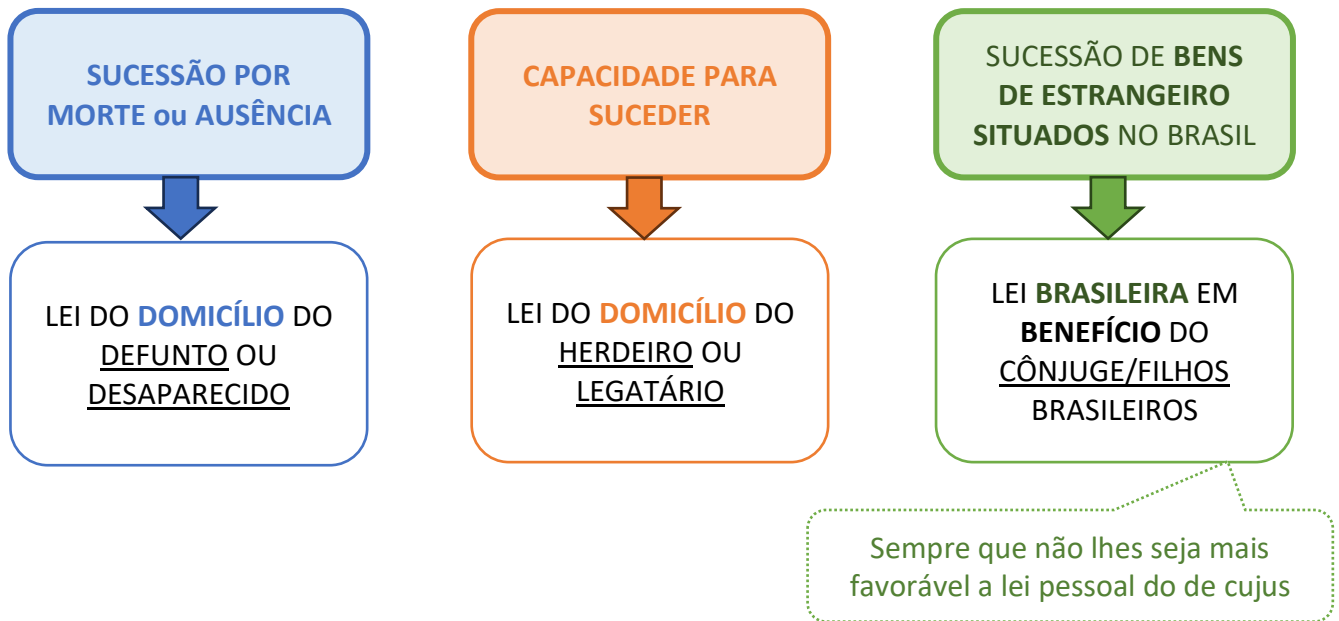 SUCESSÃO POR
MORTE ou AUSÊNCIA
LEI DO DOMICÍLIO DO
DEFUNTO OU
DESAPARECIDO
CAPACIDADE PARA
SUCEDER
LEI DO DOMICÍLIO DO
HERDEIRO OU
LEGATÁRIO
SUCESSÃO DE BENS
DE ESTRANGEIRO
SITUADOS NO BRASIL
LEI BRASILEIRA EM
BENEFÍCIO DO
CÔNJUGE/FILHOS
BRASILEIROS
Sempre que não lhes seja mais
favorável a lei pessoal do de cujus